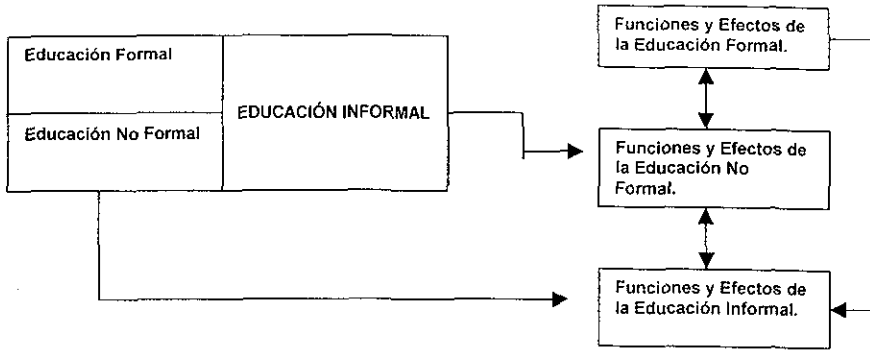 Educación Formal
EDUCACIÓN INFORMAL
Educación No Formal
Funciones y Efectos de
la Educación Formal.
Funciones y Efectos de
la Educación No
Formal.
Funciones y Efectos de
la Educación Informal.